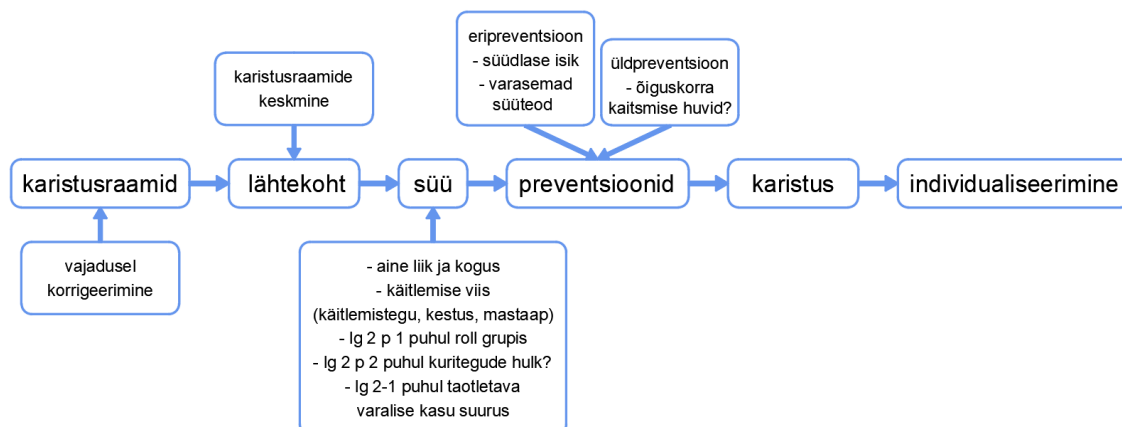 eripreventsioon
- süüdlase isik
- varasemad
süüteod
üldpreventsioon
- õiguskorra
kaitsmise huvid?
karistusraamide
keskmine
karistusraamid
lähtekoht
süü
preventsioonid
karistus
individualiseerimine
vajadusel
korrigeerimine
- aine liik ja kogus
- käitlemise viis
(käitlemistegu, kestus, mastaap)
- lg 2 p 1 puhul roll grupis
- lg 2 p 2 puhul kuritegude hulk?
- lg 2-1 puhul taotletava
varalise kasu suurus